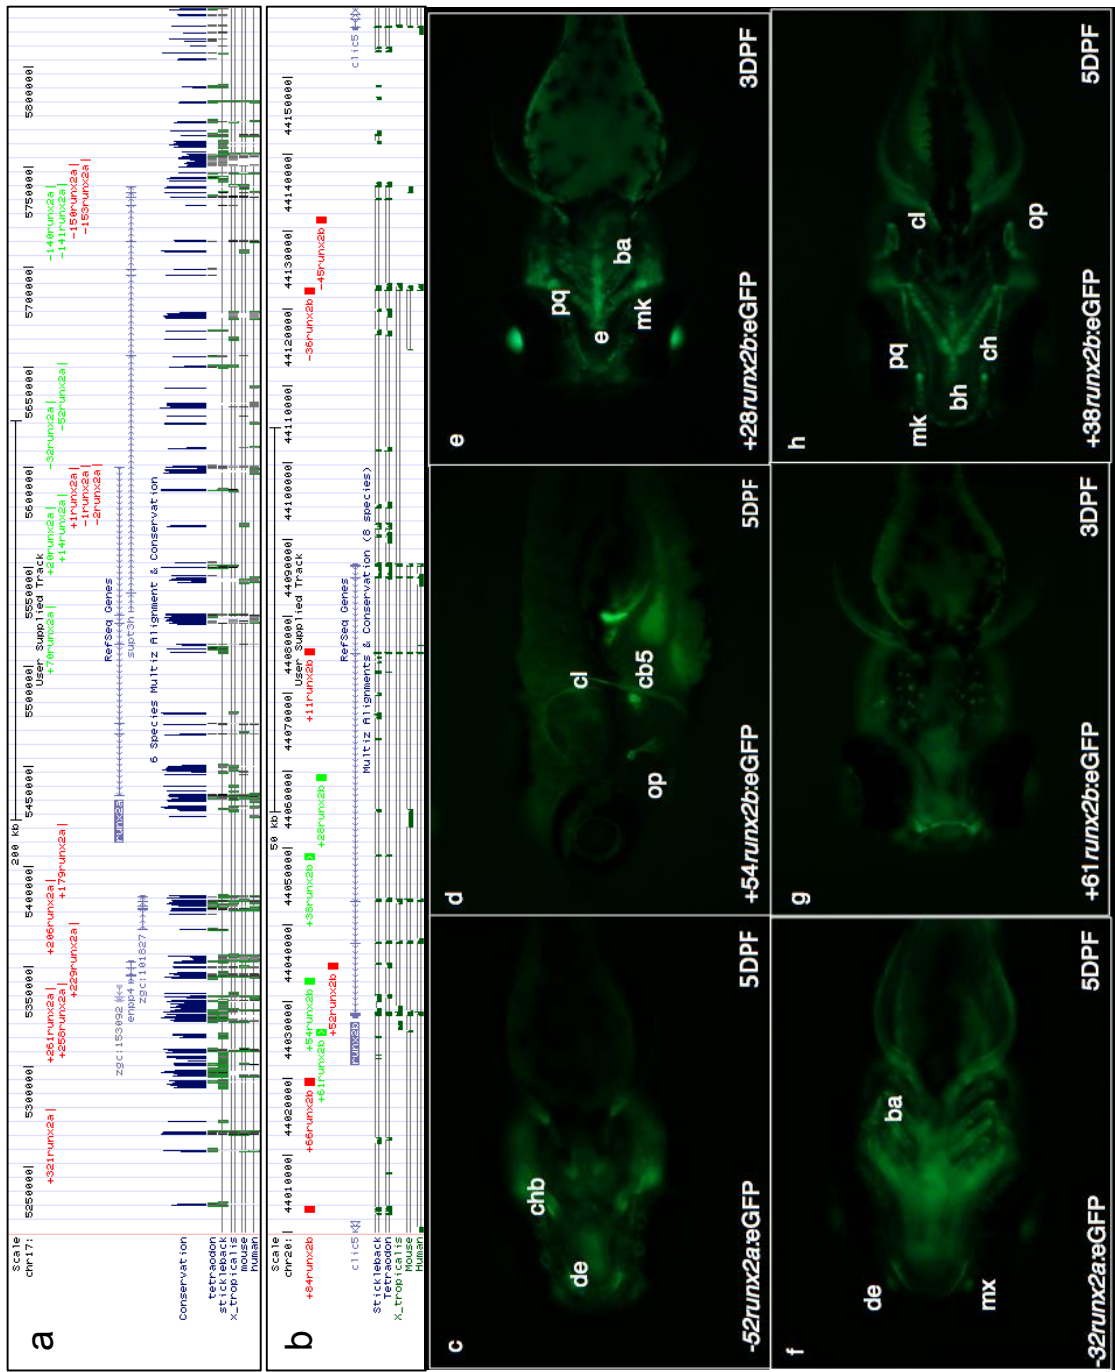 a
Scale 200 kb|
chr17: 5250000| 5300000| 5350000| 5400000| 5450000| 5500000| 5550000| 5600000| 5650000| 5700000| 5750000| 5800000|
User Supplied Track
+321runx2a| +261runx2a| +206runx2a| +70runx2a| +20runx2a| -32runx2a| -140runx2a|
+258runx2a| +179runx2a| +14runx2a| -52runx2a| -141runx2a|
+229runx2a| +1runx2a| -150runx2a|
-1runx2a| -153runx2a|
-2runx2a|
RefSeq Genes
zgc:153092 runx2a
enpp4 supt3h
zgc:101827
6 Species Multiz Alignment & Conservation
Conservation
tetraodon
stickleback
x_tropicalis
mouse
human
b
Scale 50 kb
chr20: 44010000| 44020000| 44030000| 44040000| 44050000| 44060000| 44070000| 44080000| 44090000| 44100000| 44110000| 44120000| 44130000| 44140000| 44150000|
User Supplied Track
+84runx2b +66runx2b +54runx2b +38runx2b +11runx2b -36runx2b
+61runx2b +28runx2b -45runx2b
+52runx2b
RefSeq Genes
clic5 runx2b clic5
Multiz Alignments & Conservation (8 species)
Stickleback
Tetraodon
X_tropicalis
Mouse
Human
c
de
chb
-52runx2a:eGFP
5DPF
d
cl
cb5
op
+54runx2b:eGFP
5DPF
e
pq
e
ba
mk
+28runx2b:eGFP
3DPF
f
de
ba
mx
-32runx2a:eGFP
5DPF
g
+61runx2b:eGFP
3DPF
h
mk
pq
cl
bh
ch
op
+38runx2b:eGFP
5DPF